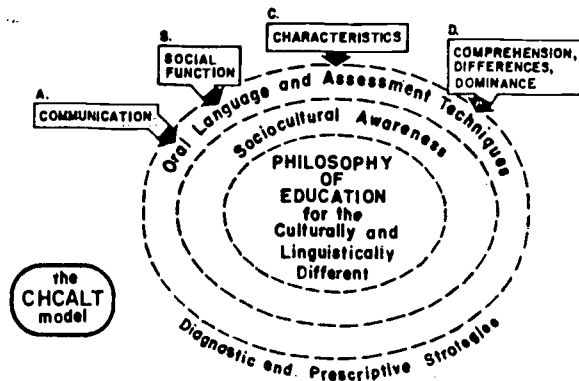 A.
COMMUNICATION
B.
SOCIAL
FUNCTION
C.
CHARACTERISTICS
D.
COMPREHENSION,
DIFFERENCES,
DOMINANCE
Oral Language and Assessment Techniques
Sociocultural Awareness
PHILOSOPHY
OF
EDUCATION
for the
Culturally and
Linguistically
Different
the
CHCALT
model
Diagnostic and Prescriptive Strategies